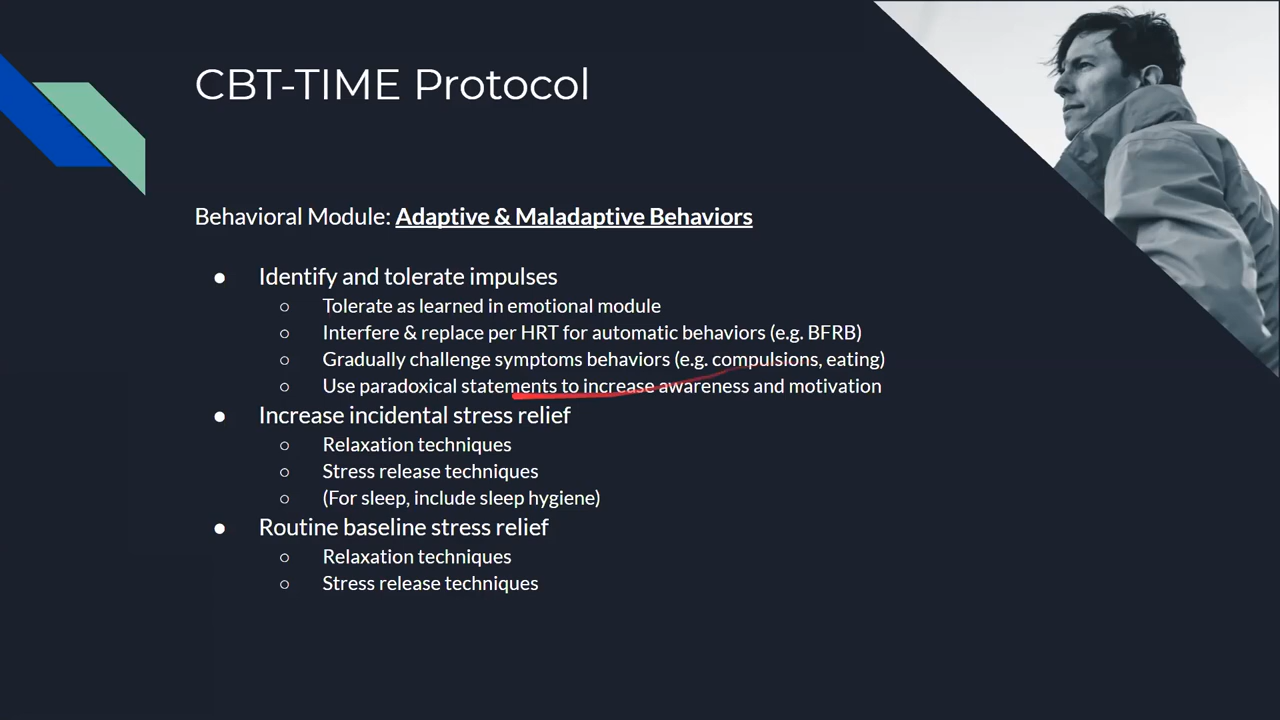 CBT-TIME Protocol
Behavioral Module: Adaptive & Maladaptive Behaviors
● Identify and tolerate impulses
○ Tolerate as learned in emotional module
○ Interfere & replace per HRT for automatic behaviors (e.g. BFRB)
○ Gradually challenge symptoms behaviors (e.g. compulsions, eating)
○ Use paradoxical statements to increase awareness and motivation
● Increase incidental stress relief
○ Relaxation techniques
○ Stress release techniques
○ (For sleep, include sleep hygiene)
● Routine baseline stress relief
○ Relaxation techniques
○ Stress release techniques